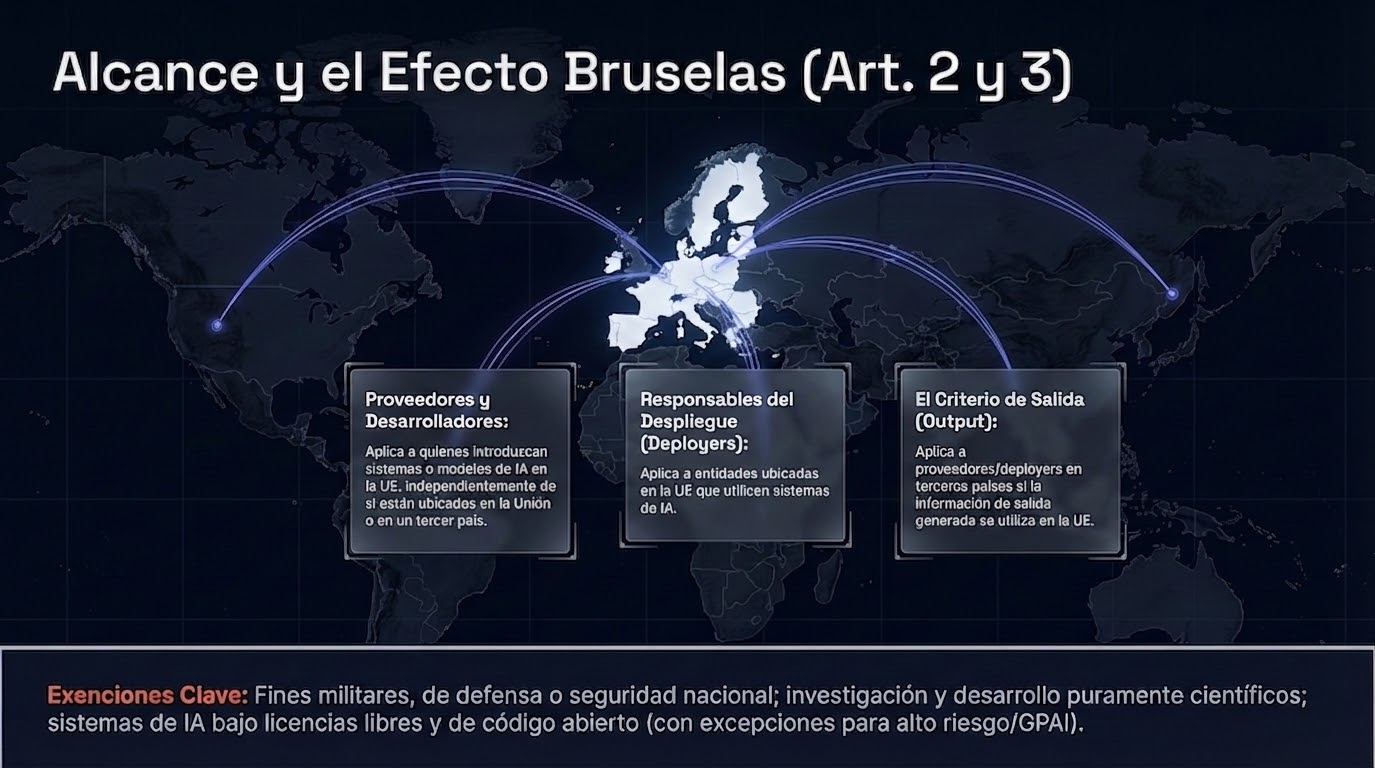 Alcance y el Efecto Bruselas (Art. 2 y 3)
Proveedores y
Desarrolladores:
Aplica a quienes introduzcan
sistemas o modelos de IA en
la UE, independientemente de
si están ubicados en la Unión
o en un tercer país.
Responsables del
Despliegue
(Deployers):
Aplica a entidades ubicadas
en la UE que utilicen sistemas
de IA.
El Criterio de Salida
(Output):
Aplica a
proveedores/deployers en
terceros países si la
información de salida
generada se utiliza en la UE.
Exenciones Clave: Fines militares, de defensa o seguridad nacional; investigación y desarrollo puramente científicos;
sistemas de IA bajo licencias libres y de código abierto (con excepciones para alto riesgo/GPAI).